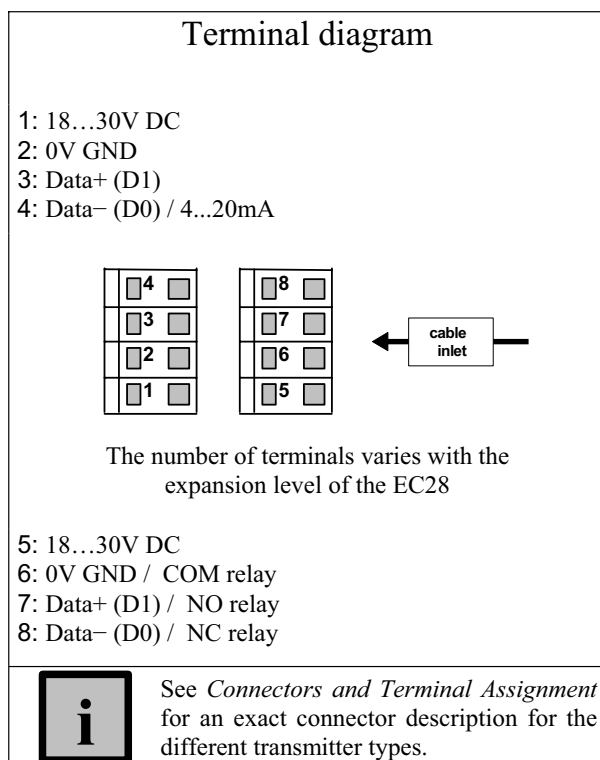 Terminal diagram
1: 18…30V DC
2: 0V GND
3: Data+ (D1)
4: Data− (D0) / 4...20mA
4 8
3 7
2 6
1 5
cable
inlet
The number of terminals varies with the
expansion level of the EC28
5: 18…30V DC
6: 0V GND / COM relay
7: Data+ (D1) / NO relay
8: Data− (D0) / NC relay
i
See Connectors and Terminal Assignment
for an exact connector description for the
different transmitter types.